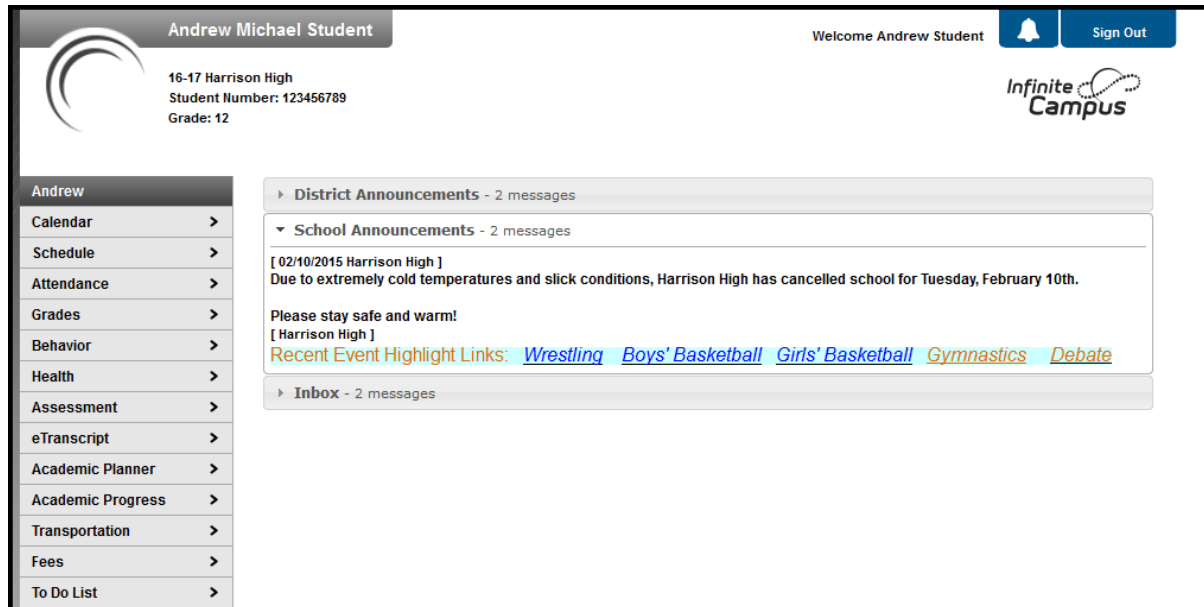 Andrew Michael Student
Welcome Andrew Student
Sign Out
16-17 Harrison High
Student Number: 123456789
Grade: 12
Infinite
Campus
Andrew
Calendar
Schedule
Attendance
Grades
Behavior
Health
Assessment
eTranscript
Academic Planner
Academic Progress
Transportation
Fees
To Do List
District Announcements - 2 messages
School Announcements - 2 messages
[ 02/10/2015 Harrison High ]
Due to extremely cold temperatures and slick conditions, Harrison High has cancelled school for Tuesday, February 10th.
Please stay safe and warm!
[ Harrison High ]
Recent Event Highlight Links: Wrestling Boys' Basketball Girls' Basketball Gymnastics Debate
Inbox - 2 messages